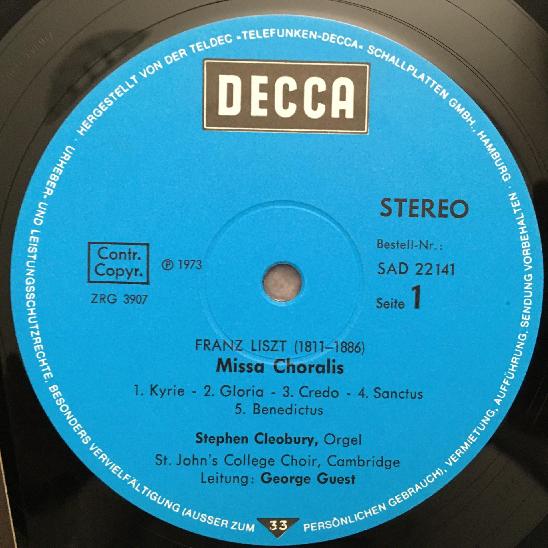 URHEBER- UND LEISTUNGSSCHUTZRECHTE, BESONDERS VERVIELFÄLTIGUNG (AUSSER ZUM PERSÖNLICHEN GEBRAUCH), VERMIETUNG, AUFFÜHRUNG, SENDUNG VORBEHALTEN · HERGESTELLT VON DER TELDEC »TELEFUNKEN-DECCA« SCHALLPLATTEN GMBH., HAMBURG ·
DECCA
STEREO
Bestell-Nr.:
SAD 22141
Seite 1
Contr.
Copyr.
℗ 1973
ZRG 3907
FRANZ LISZT (1811–1886)
Missa Choralis
1. Kyrie - 2. Gloria - 3. Credo - 4. Sanctus
5. Benedictus
Stephen Cleobury, Orgel
St. John's College Choir, Cambridge
Leitung: George Guest
33